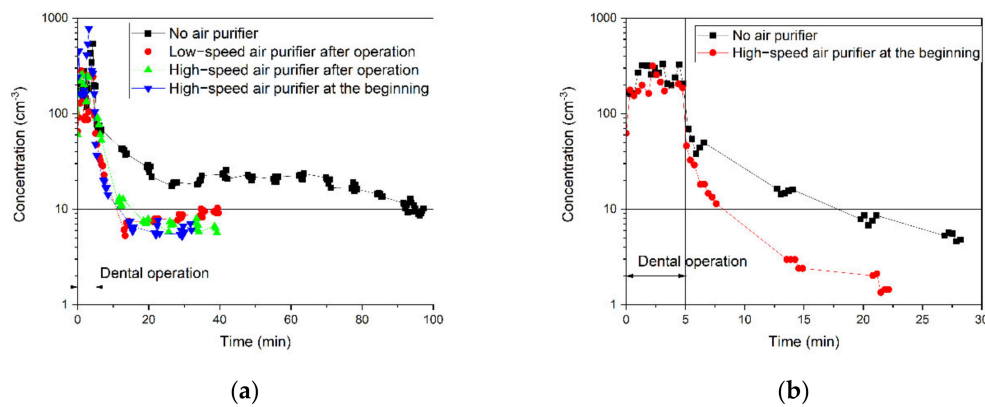 1000
No air purifier
Low−speed air purifier after operation
High−speed air purifier after operation
High−speed air purifier at the beginning
100
Concentration (cm-3)
10
Dental operation
1
0 20 40 60 80 100
Time (min)
(a)
1000
No air purifier
High−speed air purifier at the beginning
100
Concentration (cm-3)
10
Dental operation
1
0 5 10 15 20 25 30
Time (min)
(b)